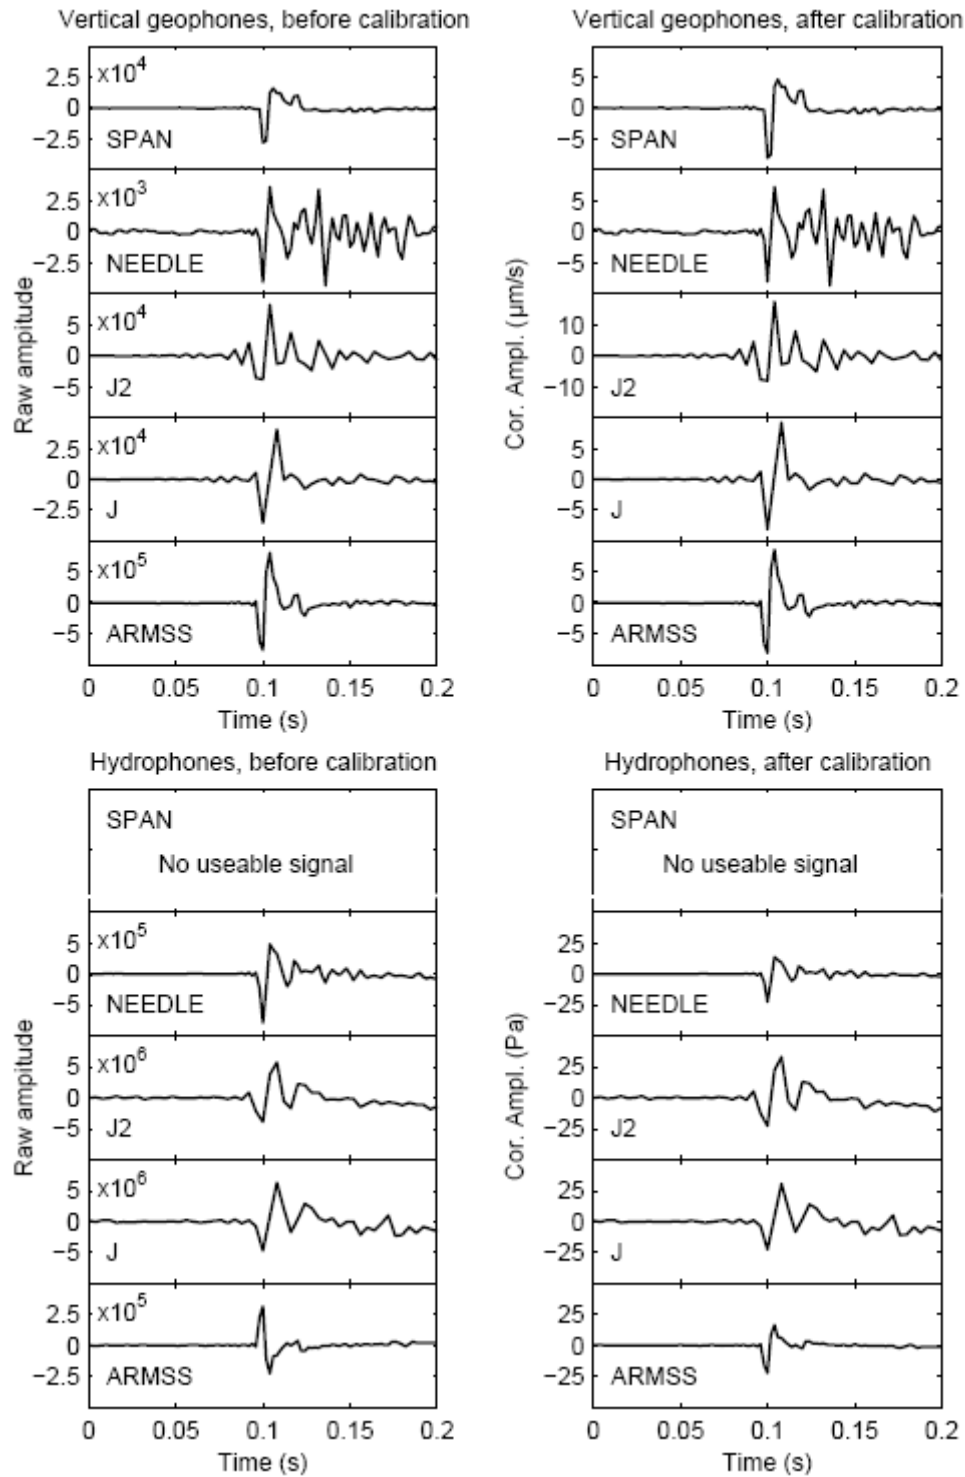 Vertical geophones, before calibration
Vertical geophones, after calibration
x10^4
2.5
0
−2.5
SPAN
5
0
−5
SPAN
x10^3
2.5
0
−2.5
NEEDLE
5
0
−5
NEEDLE
Raw ampitude
Cor. Ampl. (µm/s)
x10^4
5
0
−5
J2
10
0
−10
J2
x10^4
2.5
0
−2.5
J
5
0
−5
J
x10^5
5
0
−5
ARMSS
5
0
−5
ARMSS
0 0.05 0.1 0.15 0.2
0 0.05 0.1 0.15 0.2
Time (s)
Time (s)
Hydrophones, before calibration
Hydrophones, after calibration
SPAN
No useable signal
SPAN
No useable signal
x10^5
5
0
−5
NEEDLE
25
0
−25
NEEDLE
Raw ampitude
Cor. Ampl. (Pa)
x10^6
5
0
−5
J2
25
0
−25
J2
x10^6
5
0
−5
J
25
0
−25
J
x10^5
2.5
0
−2.5
ARMSS
25
0
−25
ARMSS
0 0.05 0.1 0.15 0.2
0 0.05 0.1 0.15 0.2
Time (s)
Time (s)